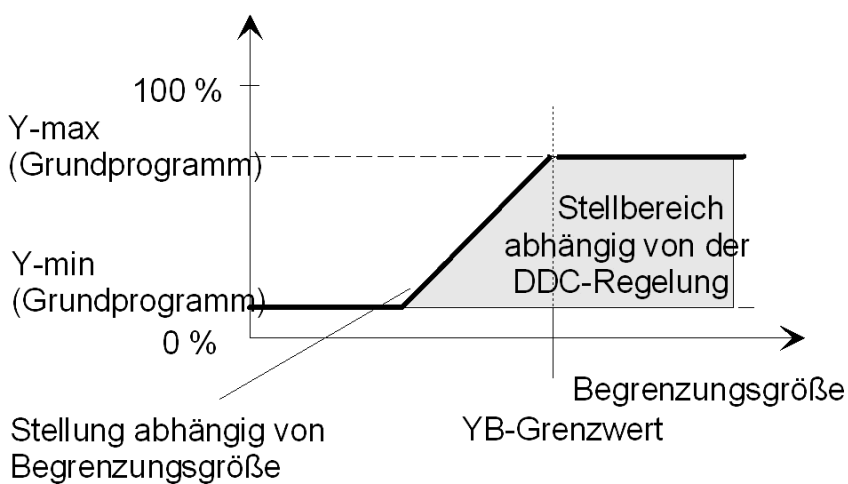 100 %
Y-max
(Grundprogramm)
Stellbereich
abhängig von der
DDC-Regelung
Y-min
(Grundprogramm)
0 %
Begrenzungsgröße
YB-Grenzwert
Stellung abhängig von
Begrenzungsgröße